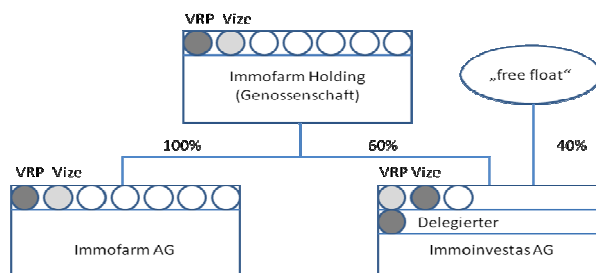 VRP Vize
Immofarm Holding
(Genossenschaft)
„free float“
100%
60%
40%
VRP Vize
VRP Vize
Delegierter
Immofarm AG
Immoinvestas AG